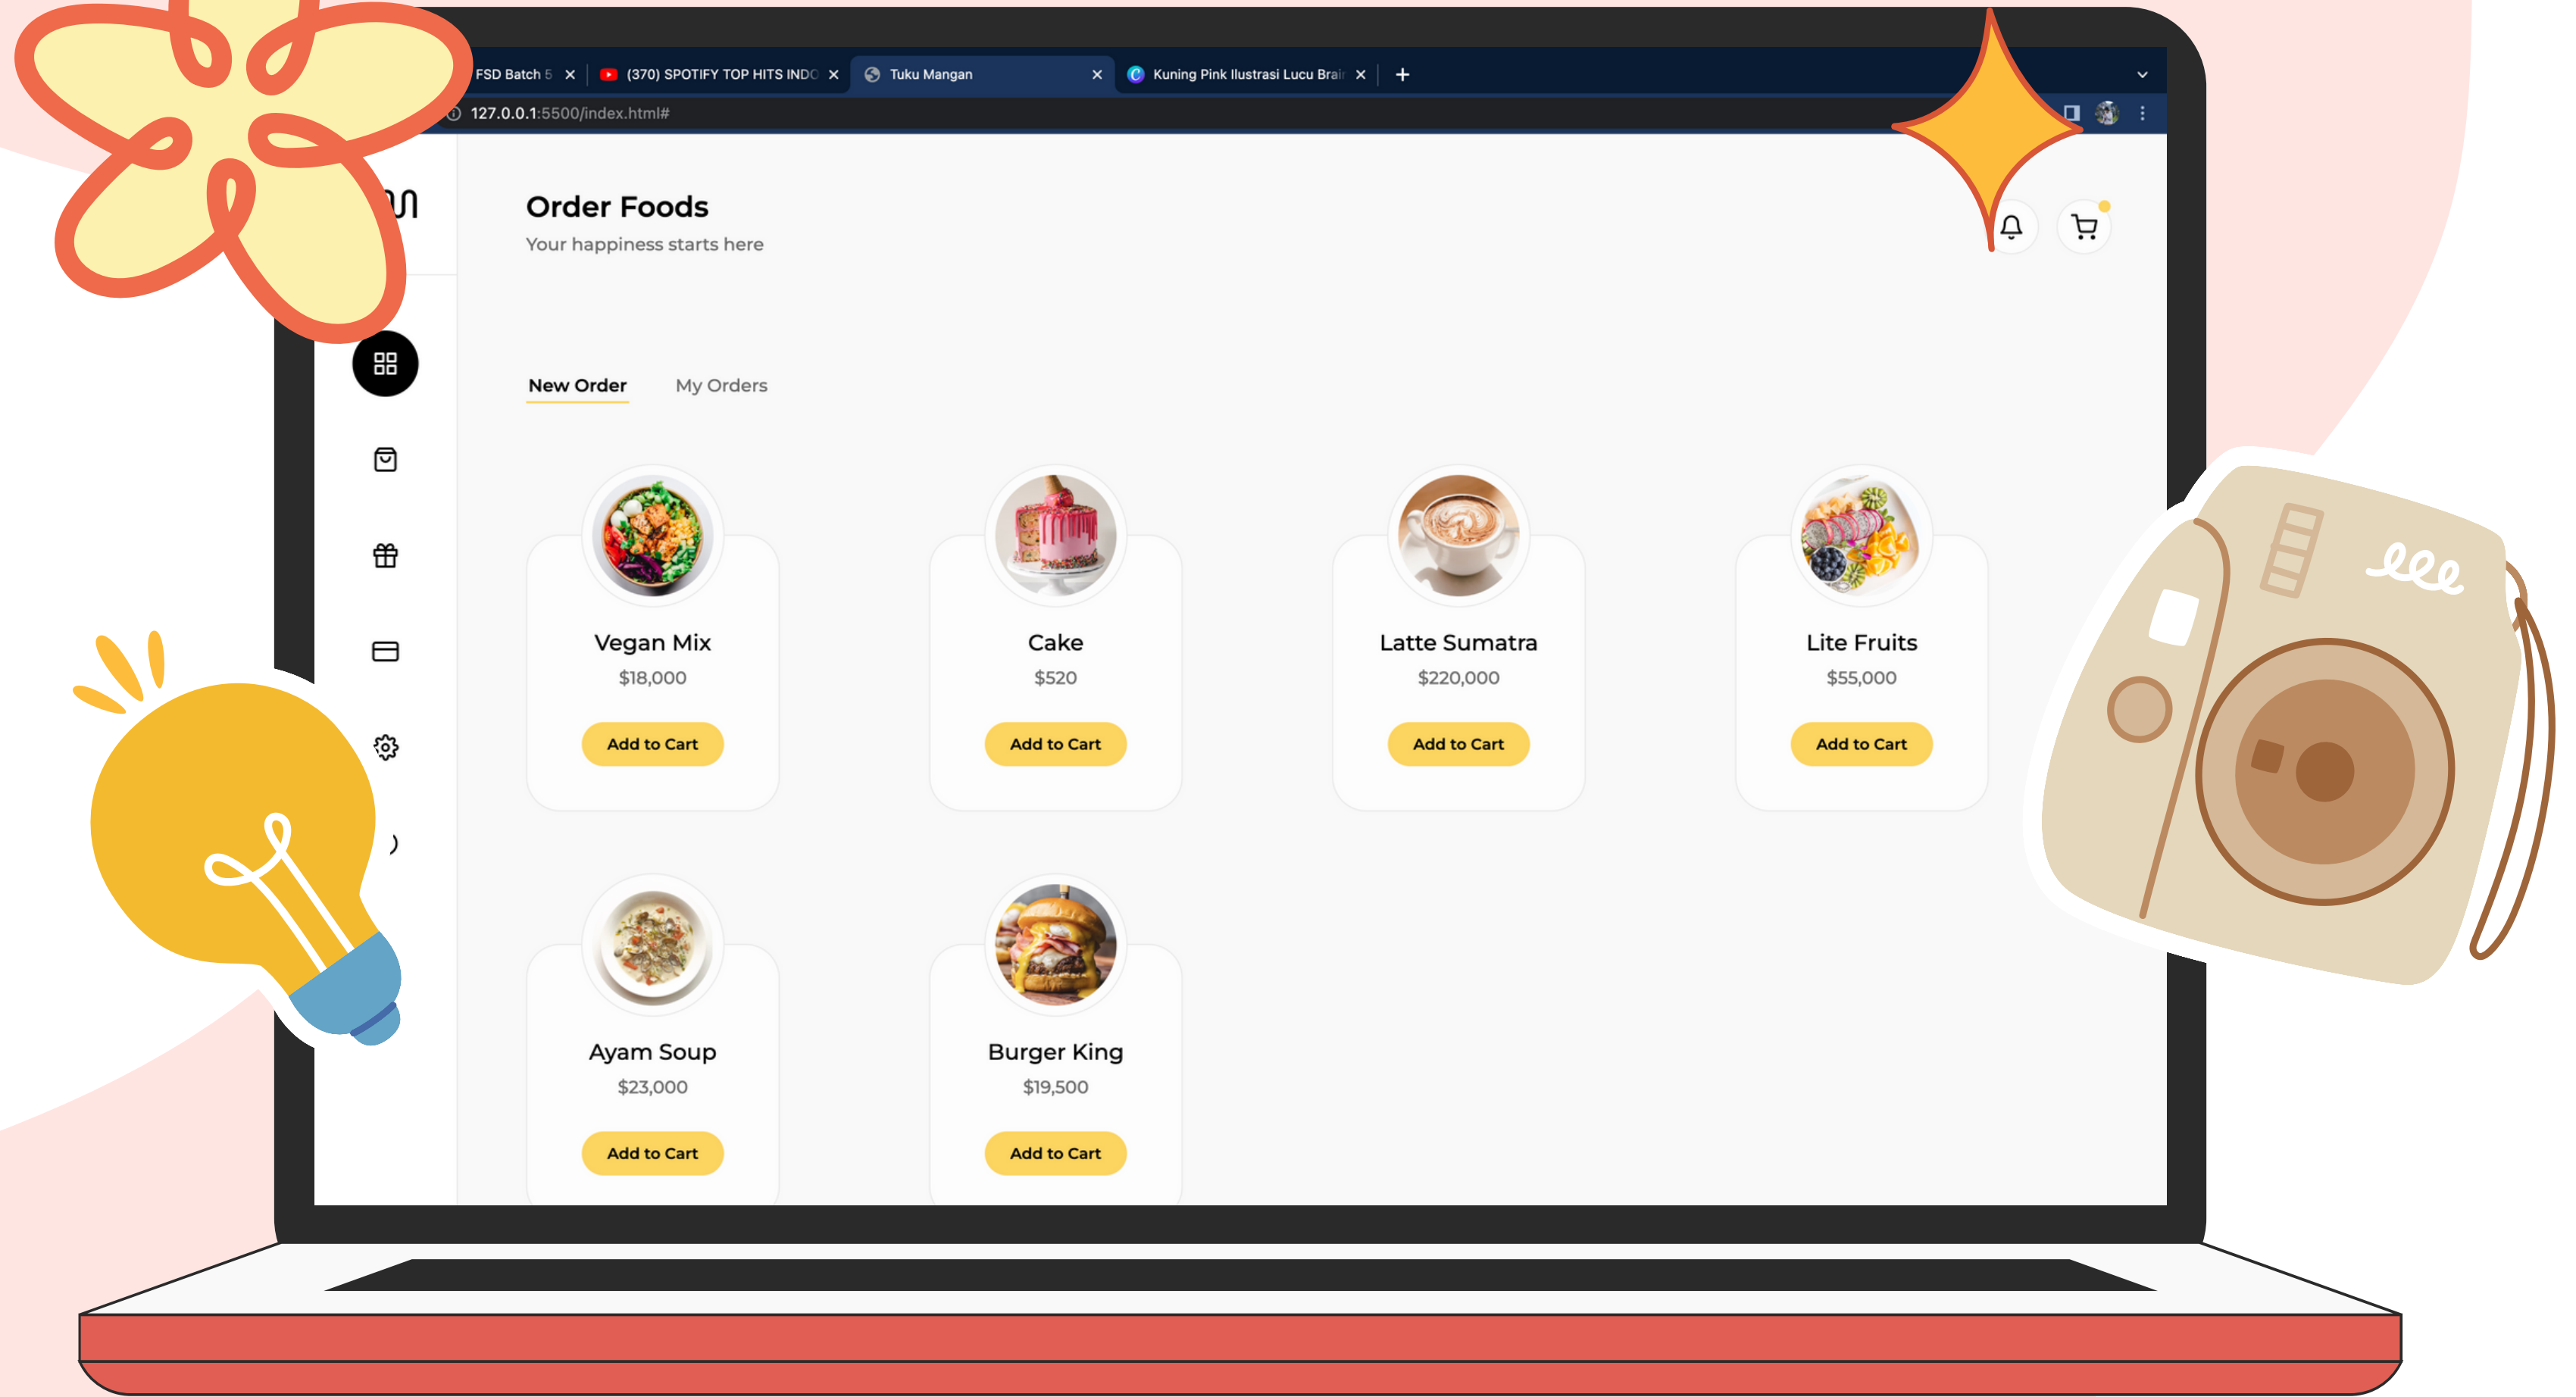 FSD Batch 5
(370) SPOTIFY TOP HITS INDO
Tuku Mangan
Kuning Pink Ilustrasi Lucu Brain
127.0.0.1:5500/index.html#
Order Foods
Your happiness starts here
New Order
My Orders
Vegan Mix
$18,000
Add to Cart
Cake
$520
Add to Cart
Latte Sumatra
$220,000
Add to Cart
Lite Fruits
$55,000
Add to Cart
Ayam Soup
$23,000
Add to Cart
Burger King
$19,500
Add to Cart